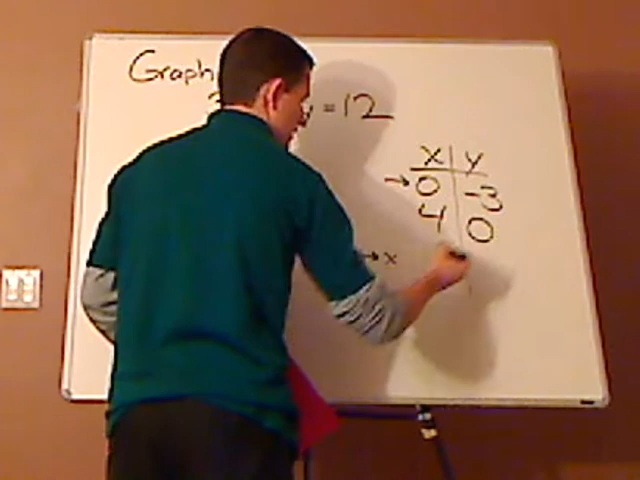 Graph
y = 12
X Y
→ 0 -3
4 0
→ x